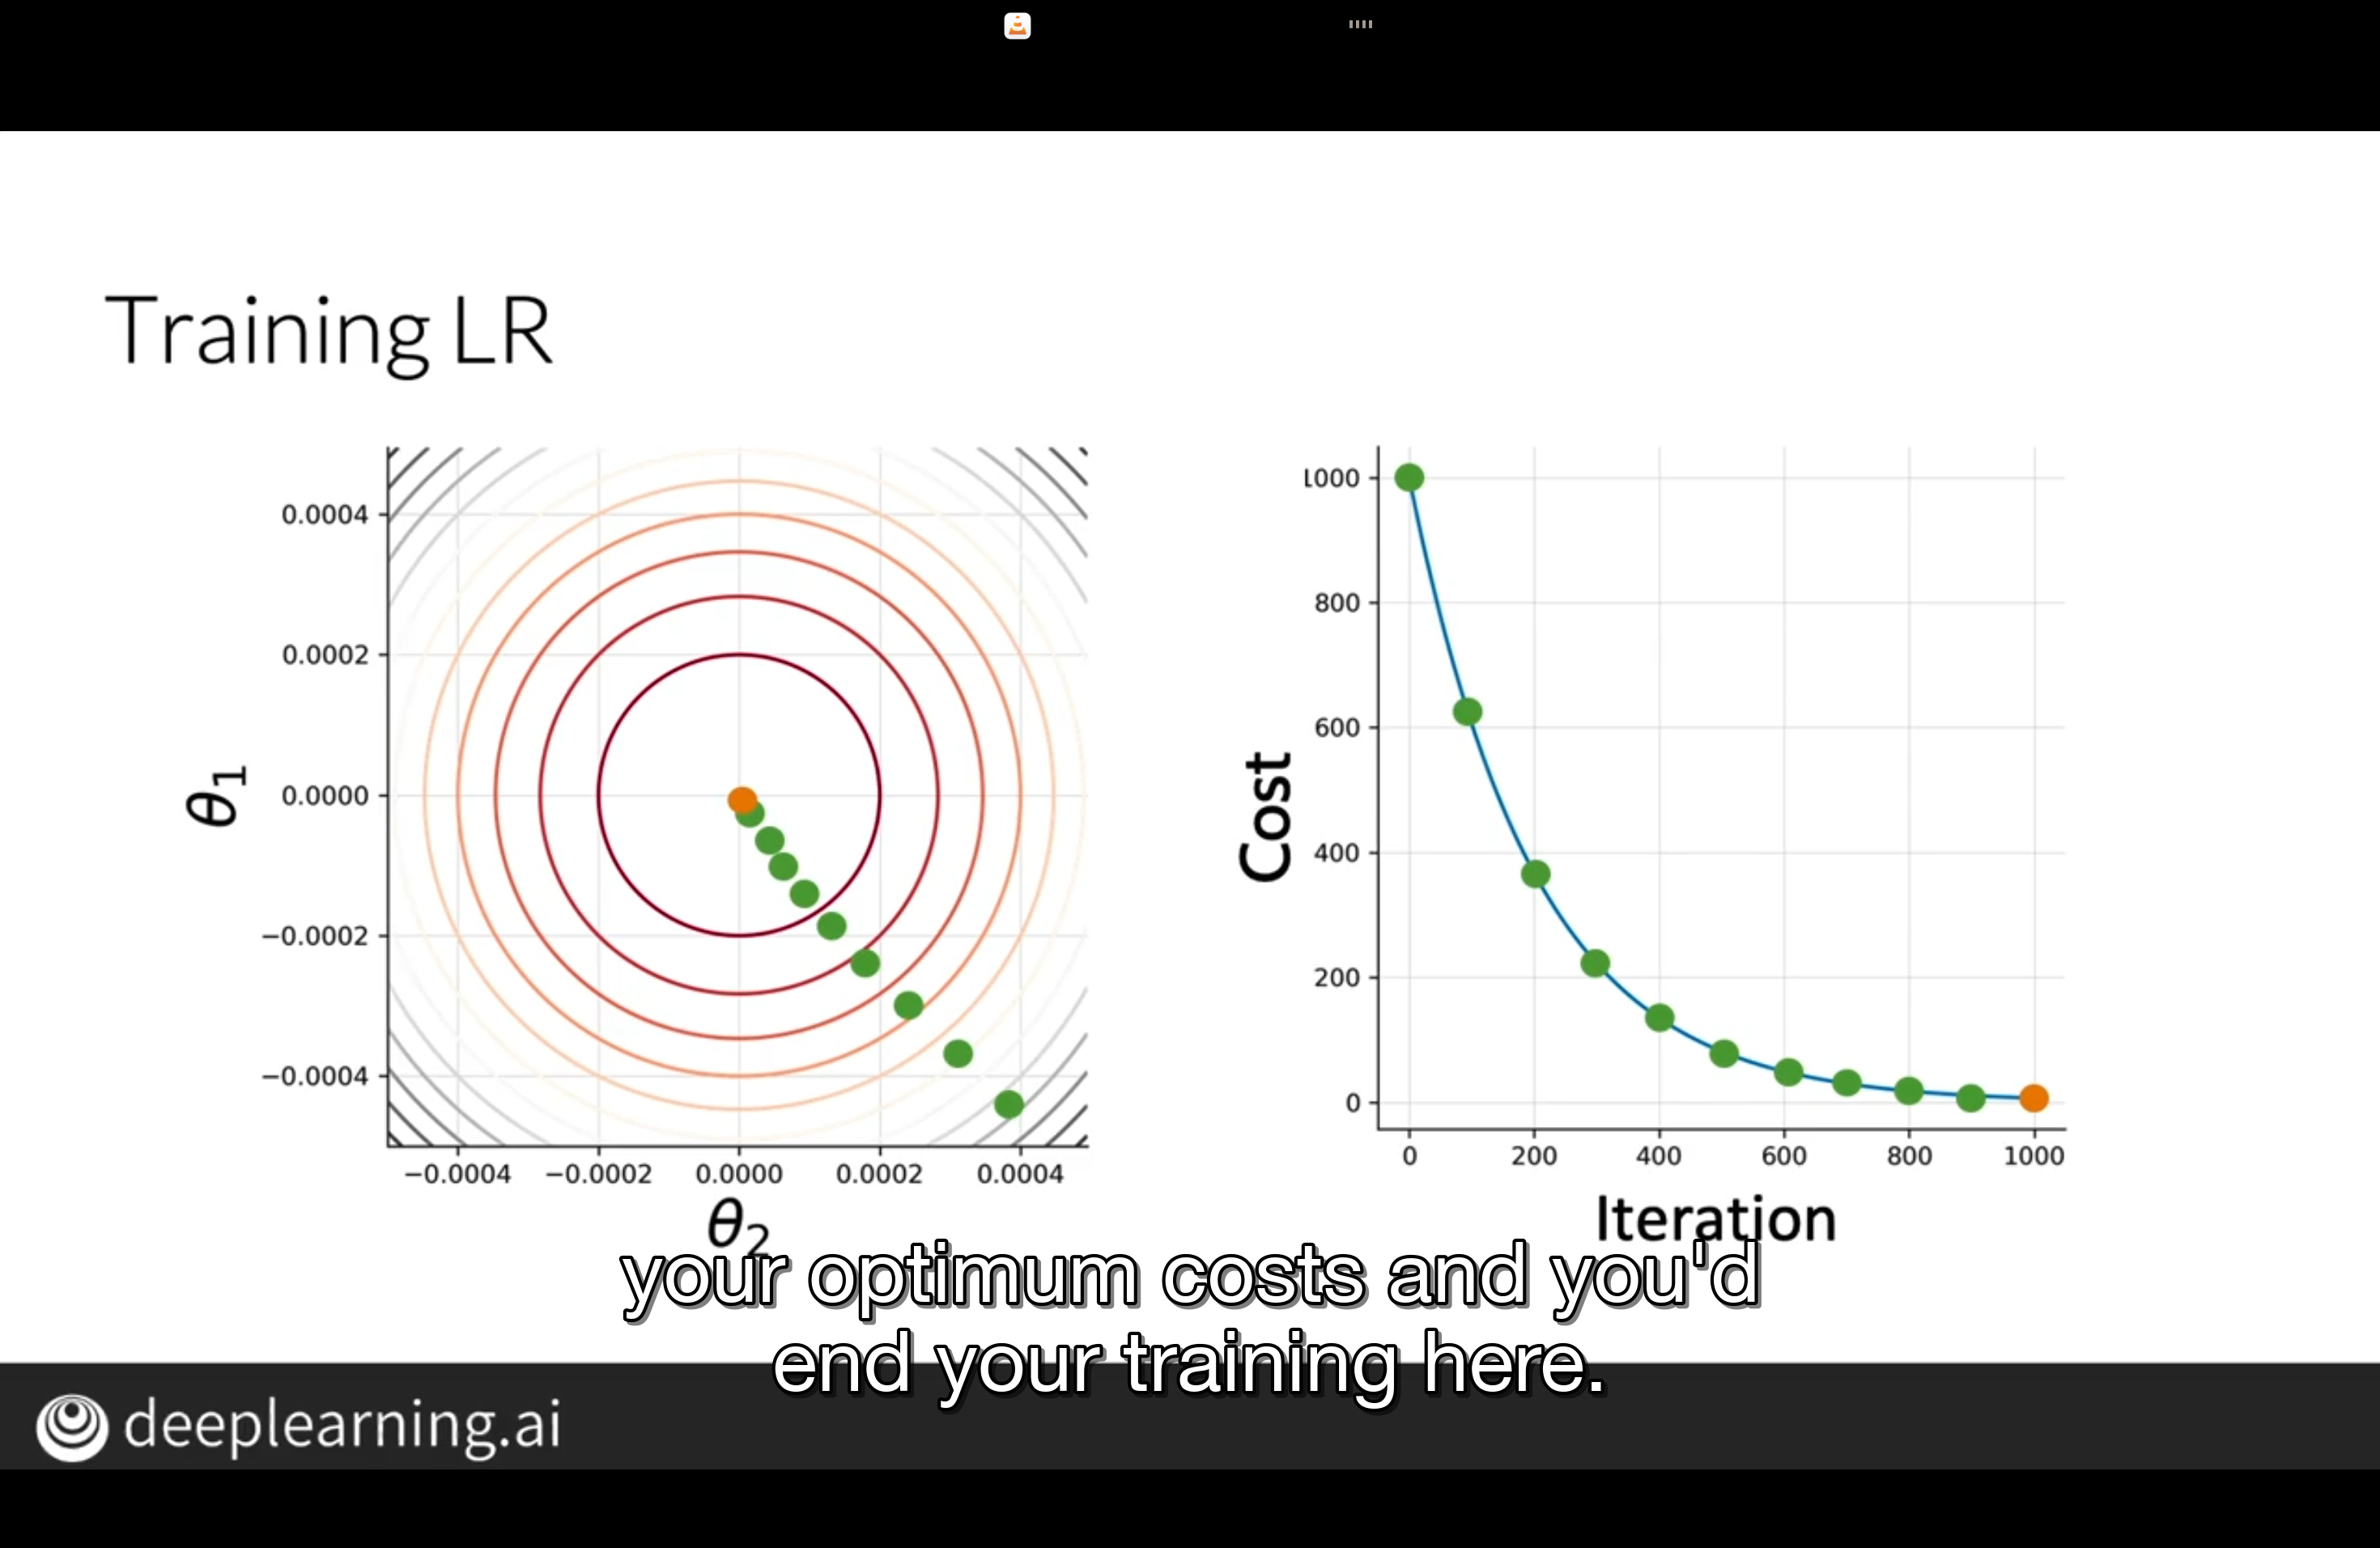 Training LR
0.0004
0.0002
0.0000
−0.0002
−0.0004
θ1
−0.0004 −0.0002 0.0000 0.0002 0.0004
θ2
1000
800
600
400
200
0
Cost
0 200 400 600 800 1000
Iteration
your optimum costs and you'd
end your training here.
deeplearning.ai